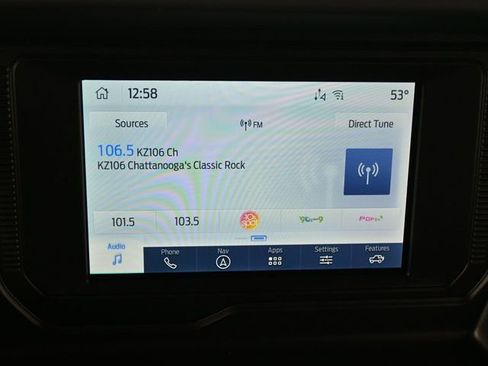 12:58
53°
Sources
FM
Direct Tune
106.5 KZ106 Ch
KZ106 Chattanooga's Classic Rock
101.5
103.5
Audio
Phone
Nav
Apps
Settings
Features